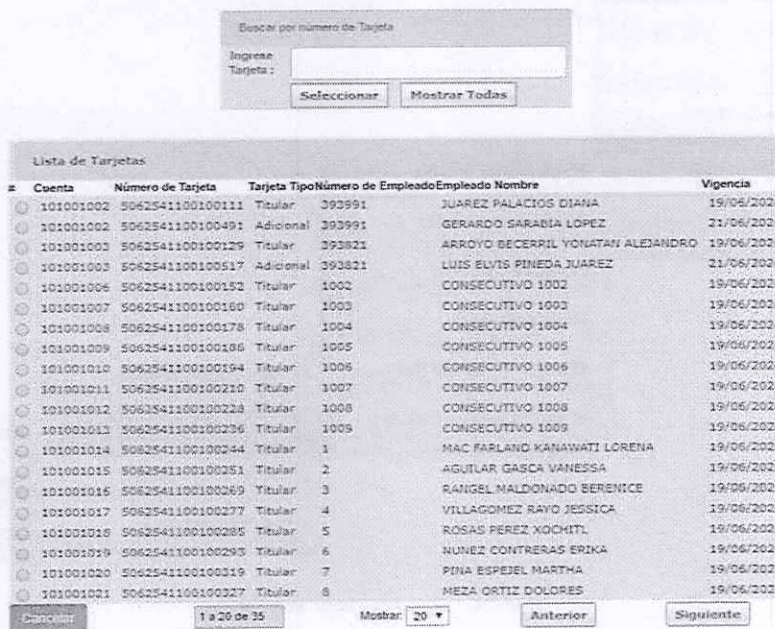 Buscar por número de Tarjeta
Ingrese
Tarjeta :
Seleccionar Mostrar Todas
Lista de Tarjetas
# Cuenta Número de Tarjeta Tarjeta Tipo Número de Empleado Empleado Nombre Vigencia
101001002 5062541100100111 Titular 393991 JUAREZ PALACIOS DIANA 19/06/202
101001002 5062541100100491 Adicional 393991 GERARDO SARABIA LOPEZ 21/06/202
101001003 5062541100100129 Titular 393821 ARROYO BECERRIL YONATAN ALEJANDRO 19/06/202
101001003 5062541100100517 Adicional 393821 LUIS ELVIS PINEDA JUAREZ 21/06/202
101001006 5062541100100152 Titular 1002 CONSECUTIVO 1002 19/06/202
101001007 5062541100100160 Titular 1003 CONSECUTIVO 1003 19/06/202
101001008 5062541100100178 Titular 1004 CONSECUTIVO 1004 19/06/202
101001009 5062541100100186 Titular 1005 CONSECUTIVO 1005 19/06/202
101001010 5062541100100194 Titular 1006 CONSECUTIVO 1006 19/06/202
101001011 5062541100100210 Titular 1007 CONSECUTIVO 1007 19/06/202
101001012 5062541100100228 Titular 1008 CONSECUTIVO 1008 19/06/202
101001013 5062541100100236 Titular 1009 CONSECUTIVO 1009 19/06/202
101001014 5062541100100244 Titular 1 MAC FARLAND KANAWATI LORENA 19/06/202
101001015 5062541100100251 Titular 2 AGUILAR GASCA VANESSA 19/06/202
101001016 5062541100100269 Titular 3 RANGEL MALDONADO BERENICE 19/06/202
101001017 5062541100100277 Titular 4 VILLAGOMEZ RAYO JESSICA 19/06/202
101001018 5062541100100285 Titular 5 ROSAS PEREZ XOCHITL 19/06/202
101001019 5062541100100293 Titular 6 NUNEZ CONTRERAS ERIKA 19/06/202
101001020 5062541100100319 Titular 7 PINA ESPEJEL MARTHA 19/06/202
101001021 5062541100100327 Titular 8 MEZA ORTIZ DOLORES 19/06/202
Cancelar 1 a 20 de 35 Mostrar: 20 Anterior Siguiente